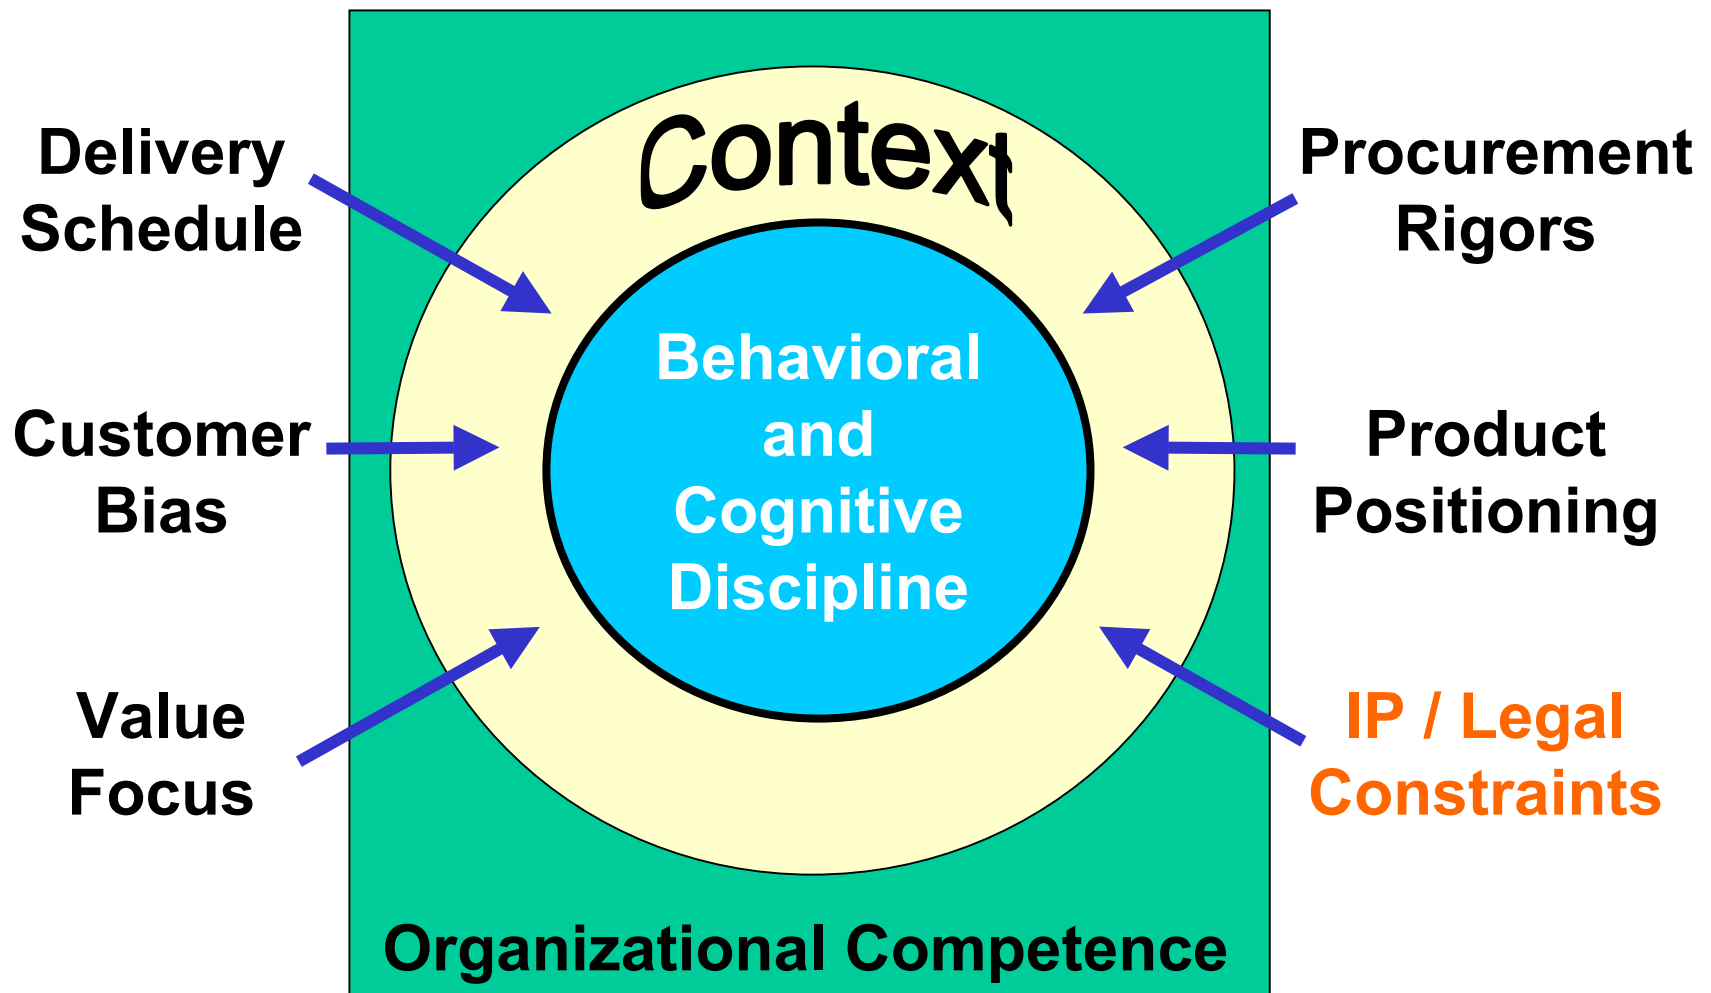 Context
Delivery
Schedule
Procurement
Rigors
Behavioral
and
Cognitive
Discipline
Customer
Bias
Product
Positioning
Value
Focus
IP / Legal
Constraints
Organizational Competence